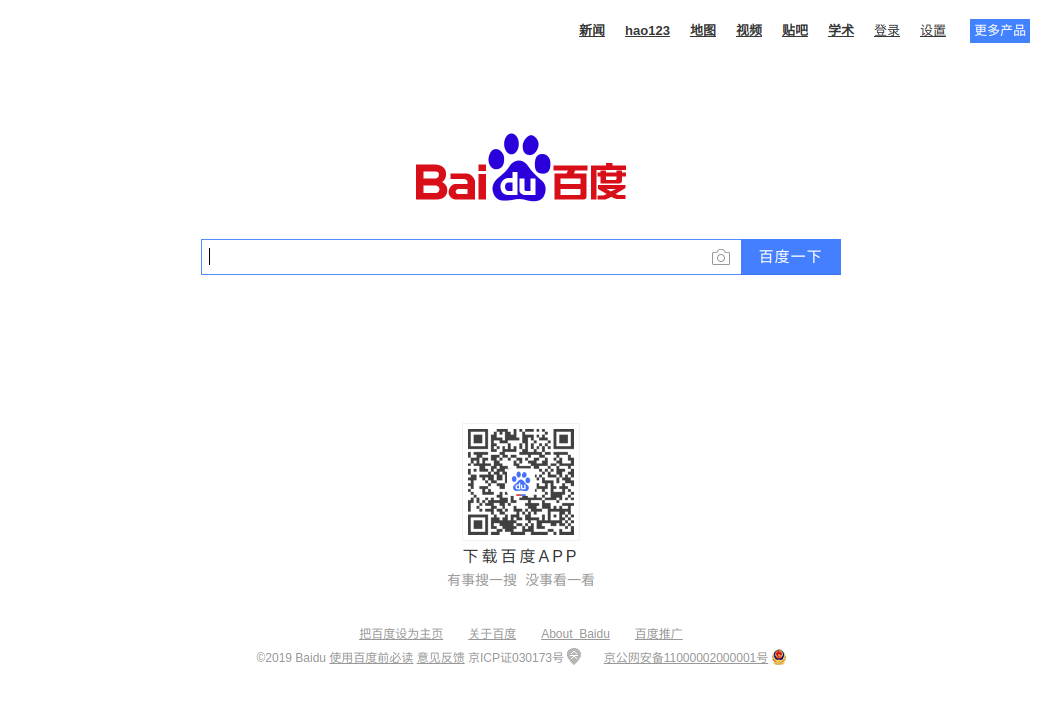 新闻 hao123 地图 视频 贴吧 学术 登录 设置 更多产品
Bai du 百度
百度一下
du
下载百度APP
有事搜一搜 没事看一看
把百度设为主页 关于百度 About Baidu 百度推广
©2019 Baidu 使用百度前必读 意见反馈 京ICP证030173号 京公网安备11000002000001号